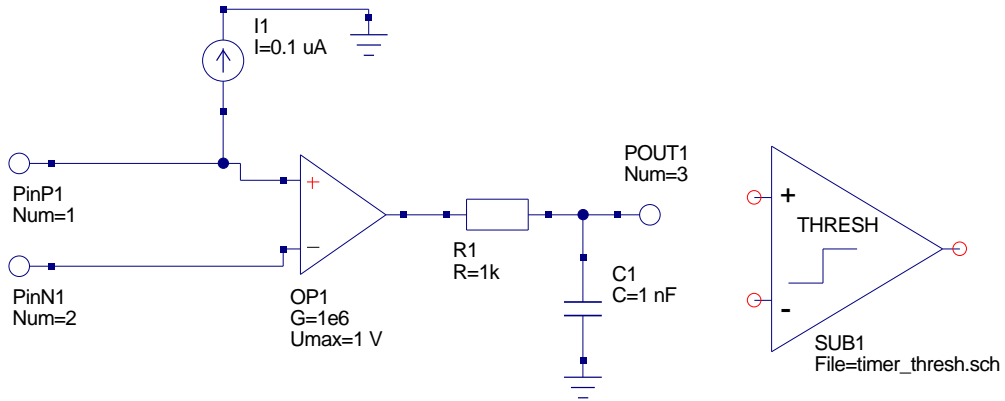 I1
I=0.1 uA
PinP1
Num=1
PinN1
Num=2
+
−
OP1
G=1e6
Umax=1 V
R1
R=1k
POUT1
Num=3
C1
C=1 nF
+
THRESH
-
SUB1
File=timer_thresh.sch